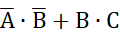 A̅ · B̅ + B · C